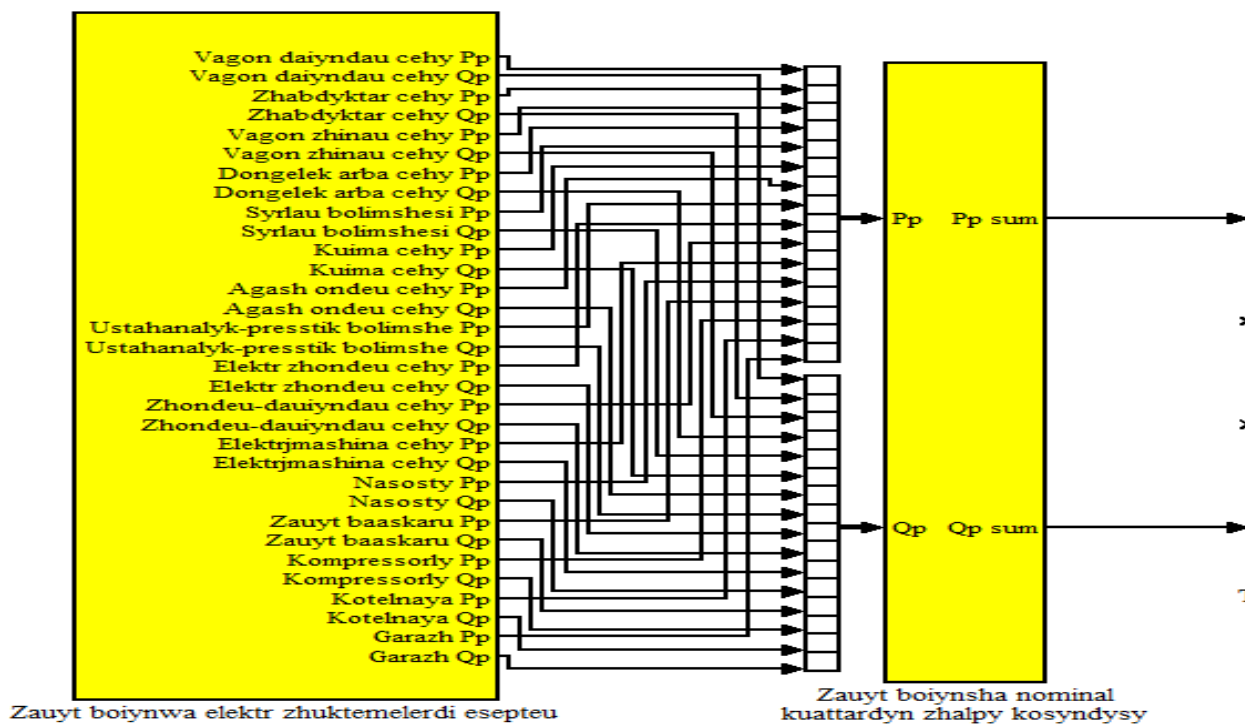 Vagon daiyndau cehy Pp
Vagon daiyndau cehy Qp
Zhabdyktar cehy Pp
Zhabdyktar cehy Qp
Vagon zhinau cehy Pp
Vagon zhinau cehy Qp
Dongelek arba cehy Pp
Dongelek arba cehy Qp
Syrlau bolimshesi Pp
Syrlau bolimshesi Qp
Kuima cehy Pp
Kuima cehy Qp
Agash ondeu cehy Pp
Agash ondeu cehy Qp
Ustahanalyk-presstik bolimshe Pp
Ustahanalyk-presstik bolimshe Qp
Elektr zhondeu cehy Pp
Elektr zhondeu cehy Qp
Zhondeu-dauiyndau cehy Pp
Zhondeu-dauiyndau cehy Qp
Elektrjmashina cehy Pp
Elektrjmashina cehy Qp
Nasosty Pp
Nasosty Qp
Zauyt baaskaru Pp
Zauyt baaskaru Qp
Kompressorly Pp
Kompressorly Qp
Kotelnaya Pp
Kotelnaya Qp
Garazh Pp
Garazh Qp
Zauyt boiynwa elektr zhuktemelerdi esepteu
Pp Pp sum
Qp Qp sum
Zauyt boiynsha nominal
kuattardyn zhalpy kosyndysy